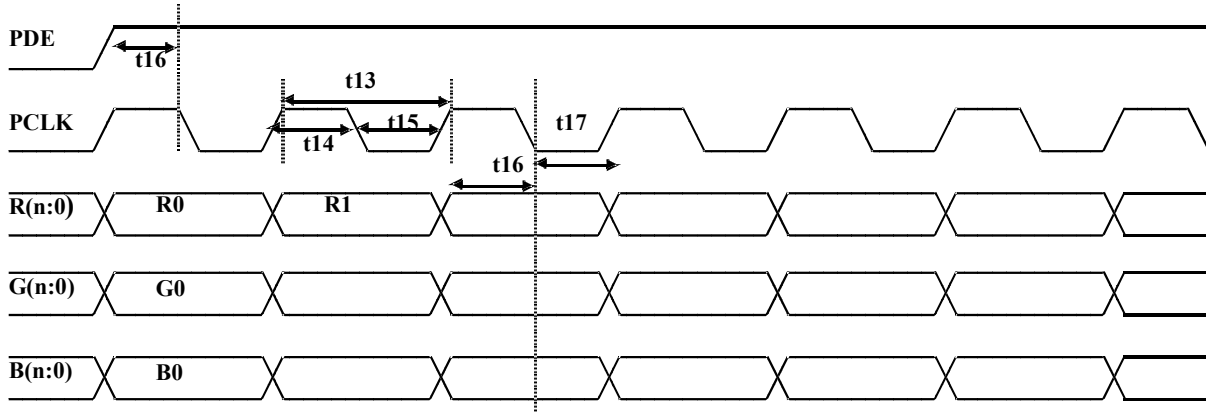 PDE
t16
t13
PCLK
t14
t15
t17
t16
R(n:0)
R0
R1
G(n:0)
G0
B(n:0)
B0